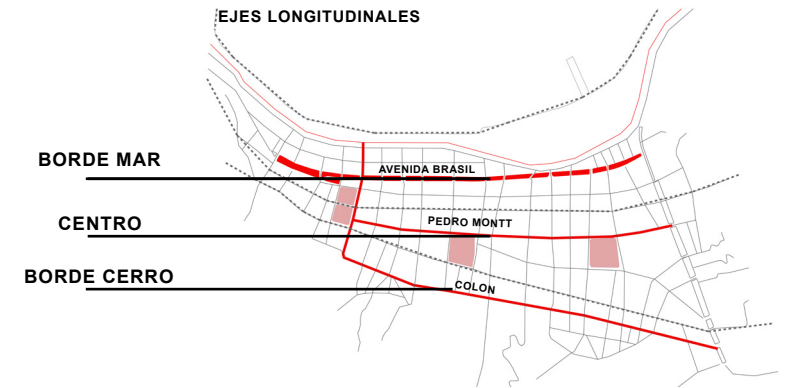 EJES LONGITUDINALES
BORDE MAR
AVENIDA BRASIL
CENTRO
PEDRO MONTT
BORDE CERRO
COLON